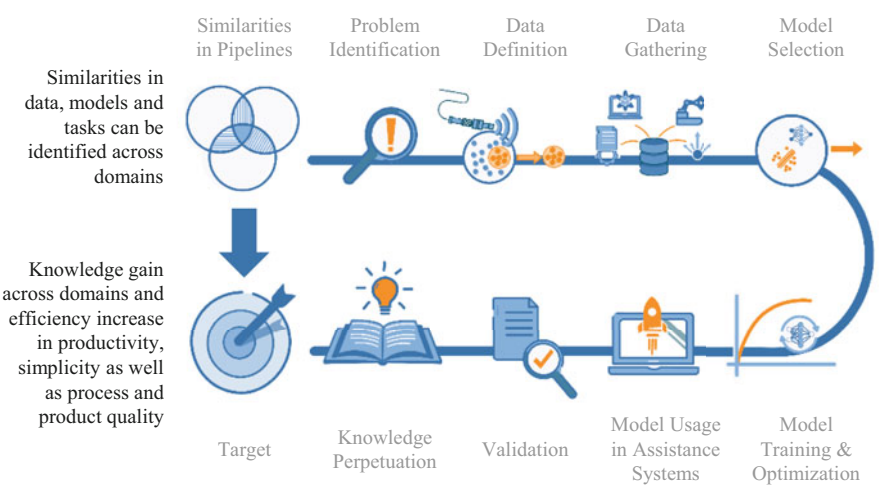 Similarities
in Pipelines
Problem
Identification
Data
Definition
Data
Gathering
Model
Selection
Similarities in
data, models and
tasks can be
identified across
domains
Knowledge gain
across domains and
efficiency increase
in productivity,
simplicity as well
as process and
product quality
Target
Knowledge
Perpetuation
Validation
Model Usage
in Assistance
Systems
Model
Training &
Optimization